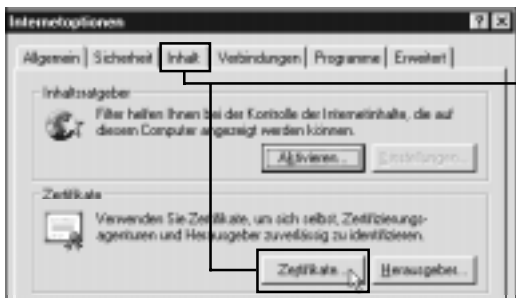 Internetoptionen
Allgemein Sicherheit Inhalt Verbindungen Programme Erweitert
Inhaltsratgeber
Filter helfen Ihnen bei der Kontrolle der Internetinhalte, die auf
diesem Computer angezeigt werden können.
Aktivieren... Einstellungen...
Zertifikate
Verwenden Sie Zertifikate, um sich selbst, Zertifizierungs-
agenturen und Herausgeber zuverlässig zu identifizieren.
Zertifikate... Herausgeber...